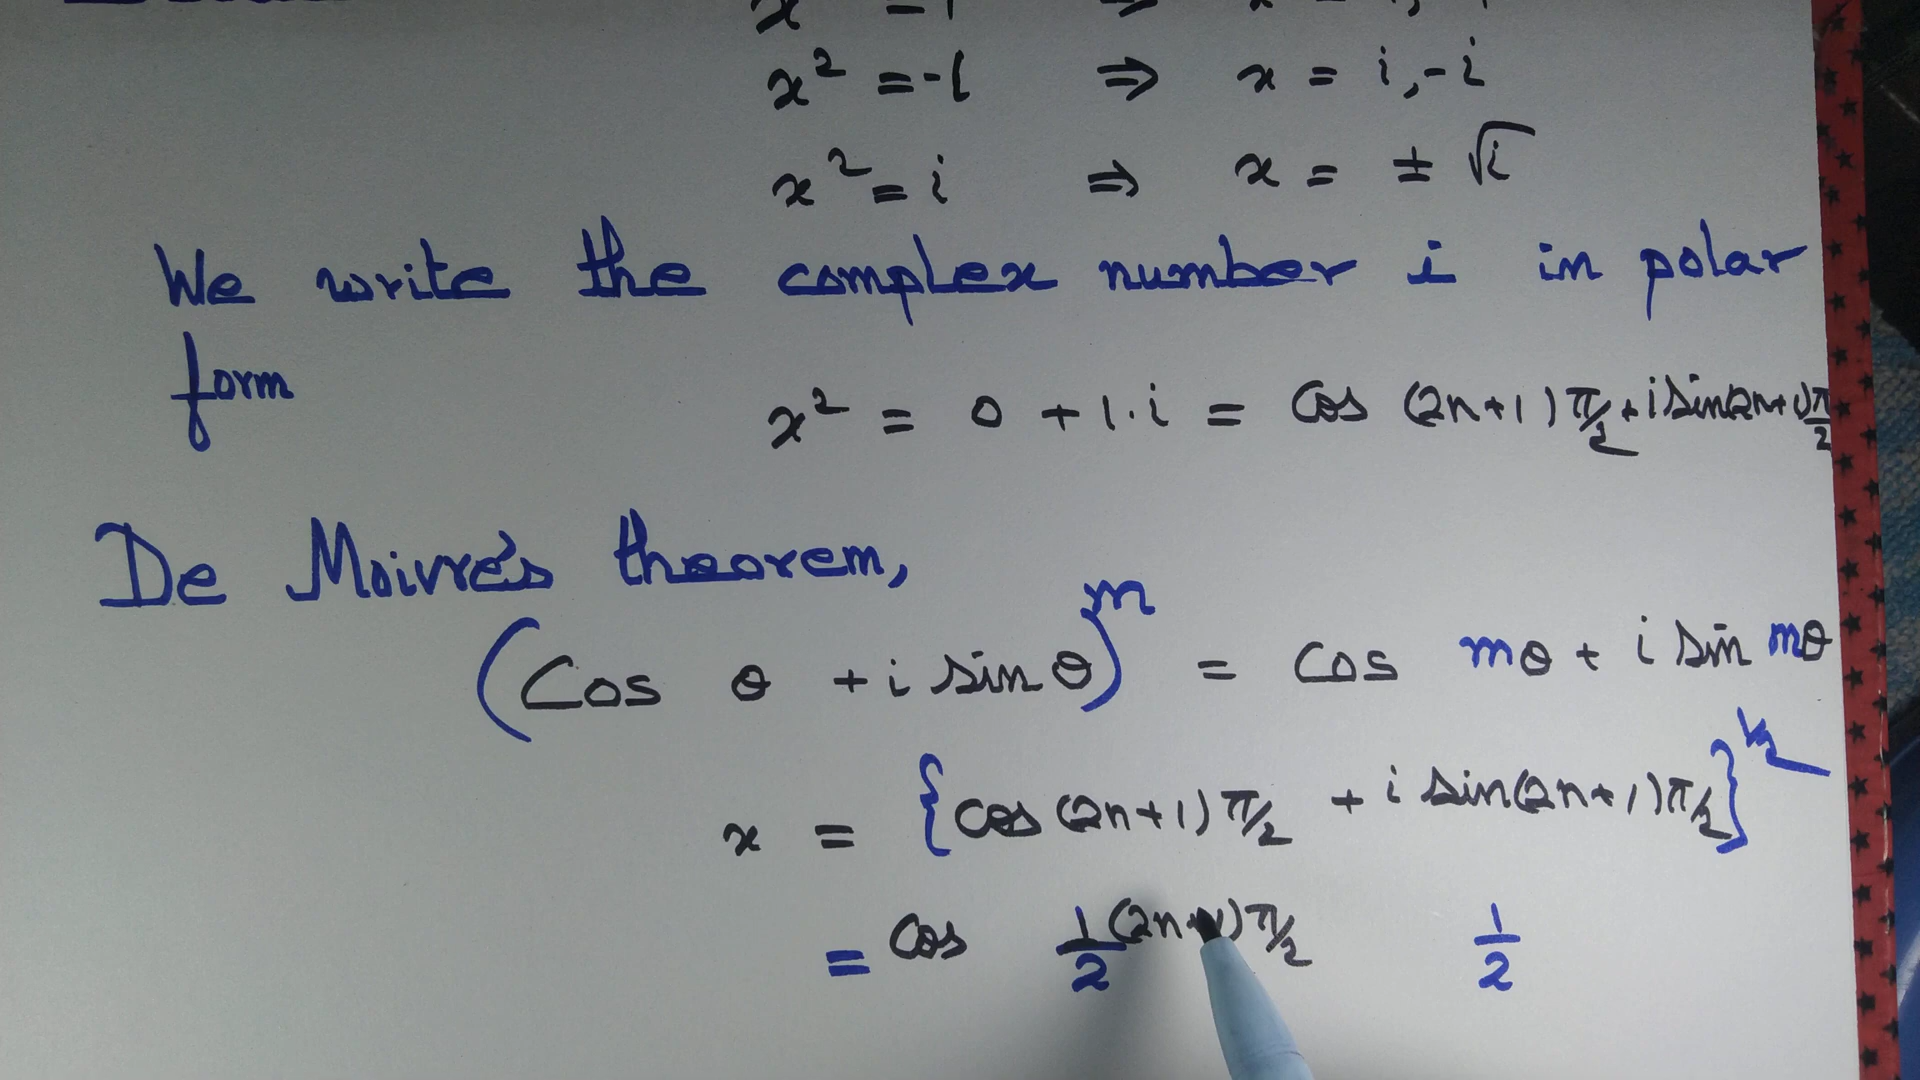 x² = -1 ⇒ x = i, -i
x² = i ⇒ x = ± √i
We write the complex number i in polar
form
x² = 0 + 1.i = Cos (2n+1) π/2 + i sin(2n+1) π/2
De Moivre's theorem,
(Cos θ + i sin θ)^m = Cos mθ + i sin mθ
x = {cos (2n+1) π/2 + i sin(2n+1) π/2}^1/2
= Cos 1/2 (2n+1) π/2 1/2